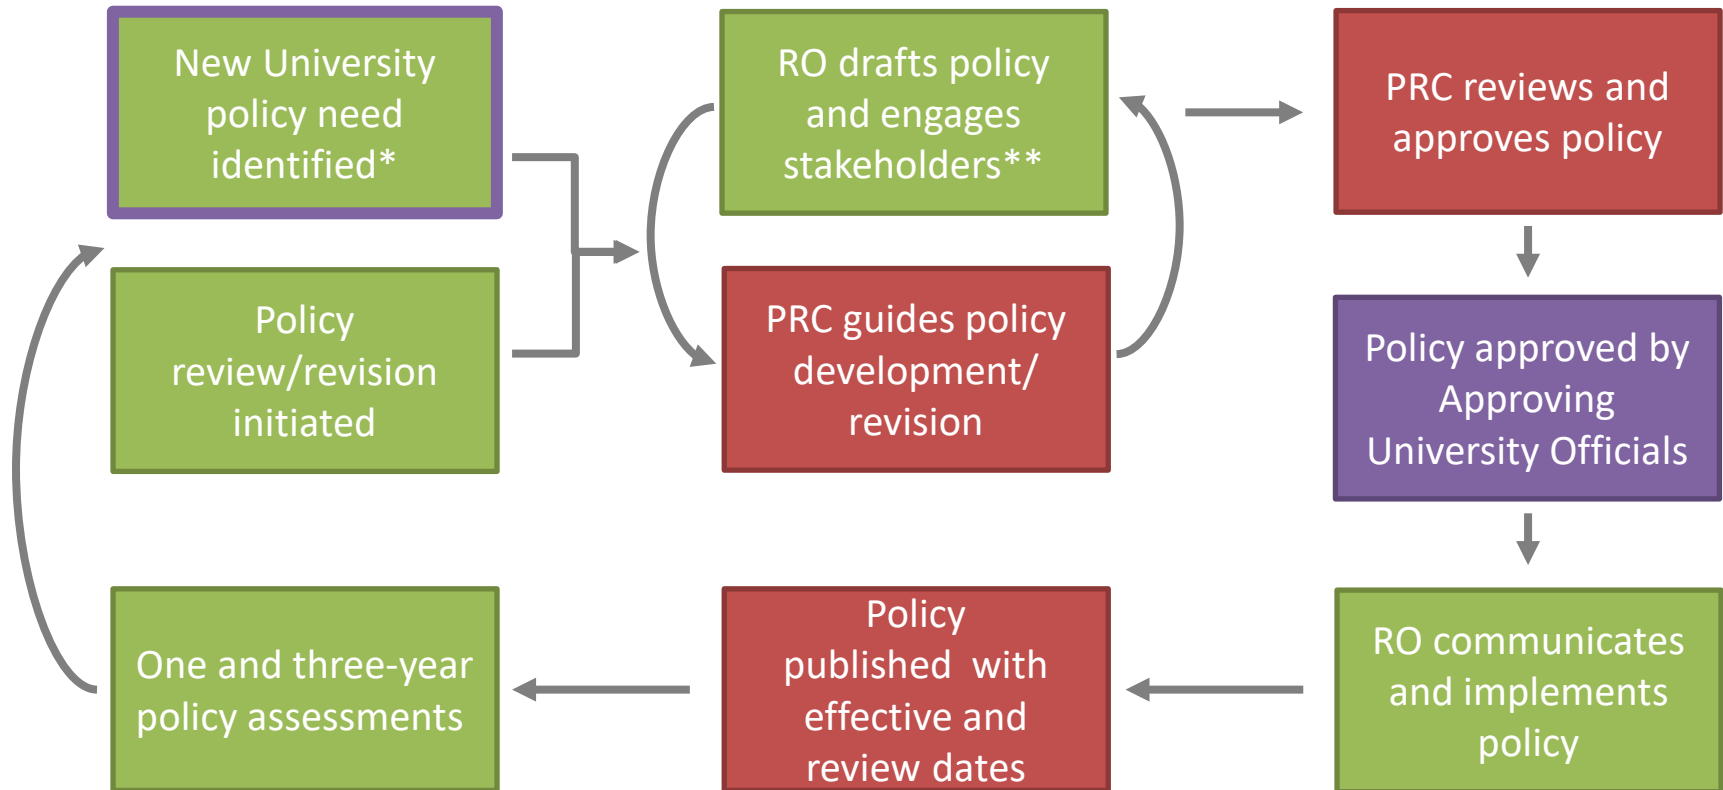 New University
policy need
identified*
Policy
review/revision
initiated
RO drafts policy
and engages
stakeholders**
PRC guides policy
development/
revision
PRC reviews and
approves policy
Policy approved by
Approving
University Officials
RO communicates
and implements
policy
Policy
published with
effective and
review dates
One and three-year
policy assessments